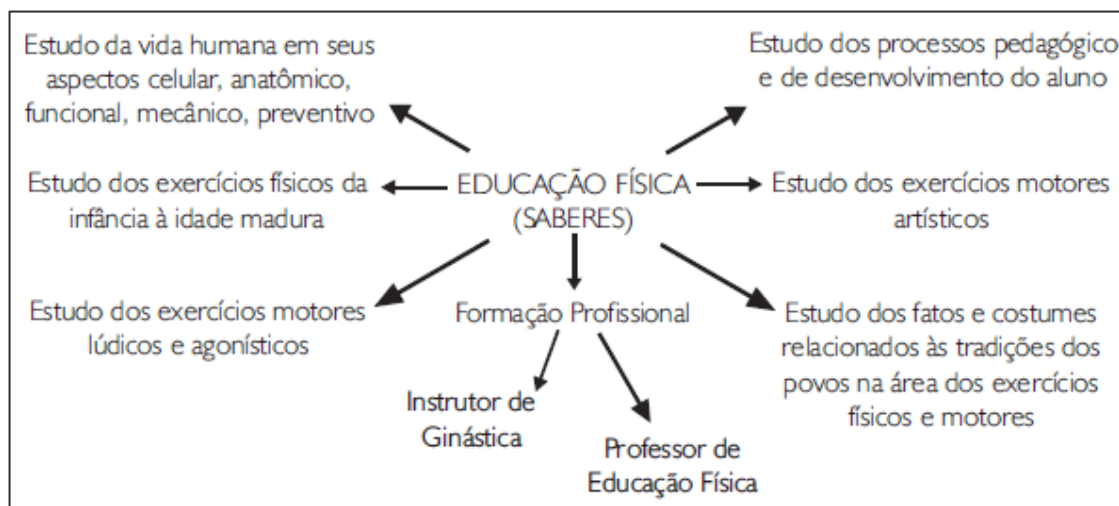 Estudo da vida humana em seus
aspectos celular, anatômico,
funcional, mecânico, preventivo
Estudo dos processos pedagógico
e de desenvolvimento do aluno
Estudo dos exercícios físicos da
infância à idade madura
EDUCAÇÃO FÍSICA
(SABERES)
Estudo dos exercícios motores
artísticos
Estudo dos exercícios motores
lúdicos e agonísticos
Formação Profissional
Estudo dos fatos e costumes
relacionados às tradições dos
povos na área dos exercícios
físicos e motores
Instrutor de
Ginástica
Professor de
Educação Física